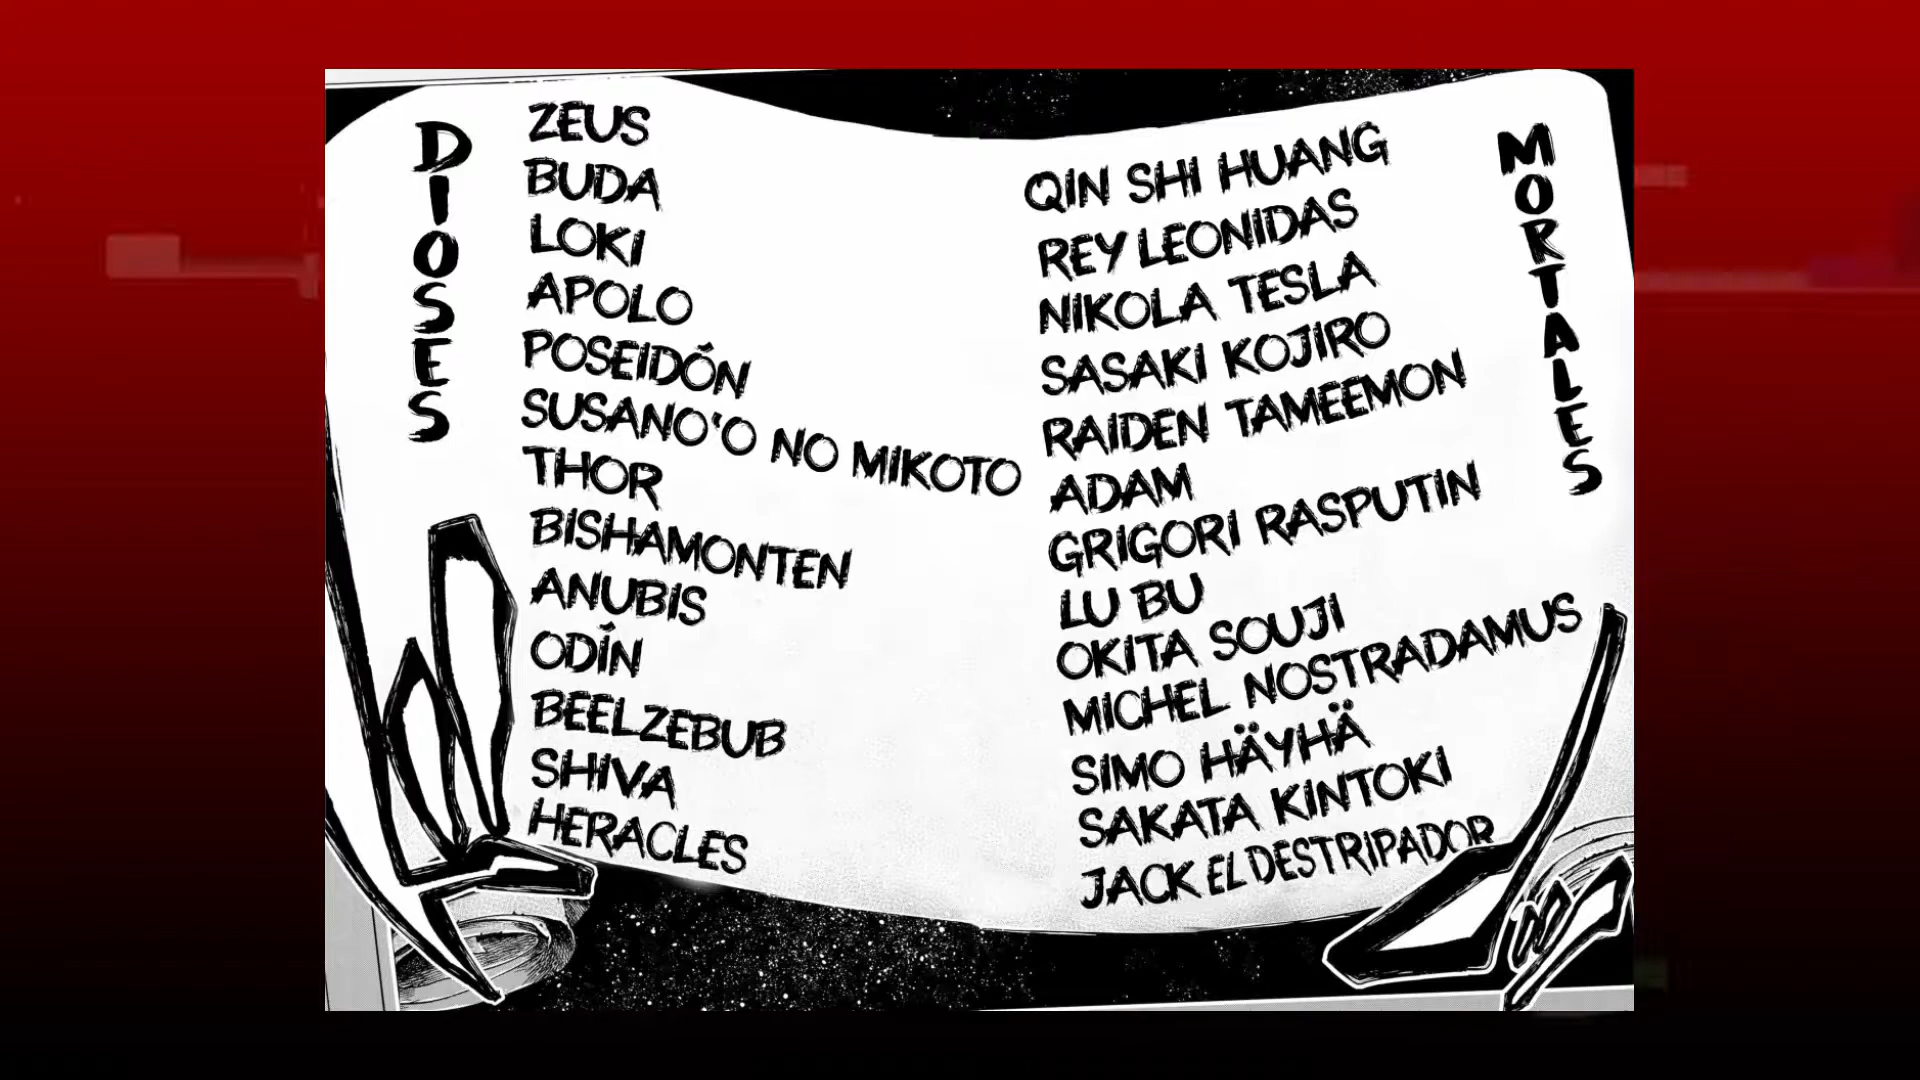 DIOSES
ZEUS
BUDA
LOKI
APOLO
POSEIDÓN
SUSANO'O NO MIKOTO
THOR
BISHAMONTEN
ANUBIS
ODÍN
BEELZEBUB
SHIVA
HERACLES
MORTALES
QIN SHI HUANG
REY LEONIDAS
NIKOLA TESLA
SASAKI KOJIRO
RAIDEN TAMEEMON
ADAM
GRIGORI RASPUTIN
LU BU
OKITA SOUJI
MICHEL NOSTRADAMUS
SIMO HÄYHÄ
SAKATA KINTOKI
JACK EL DESTRIPADOR